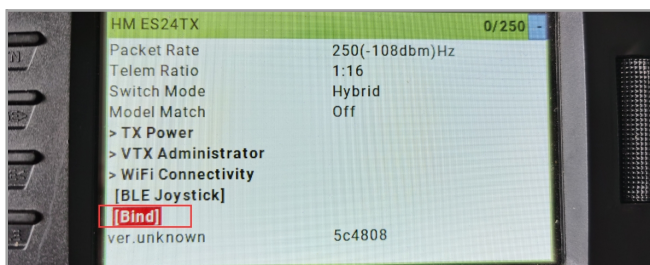 HM ES24TX 0/250 -
Packet Rate 250(-108dbm)Hz
Telem Ratio 1:16
Switch Mode Hybrid
Model Match Off
> TX Power
> VTX Administrator
> WiFi Connectivity
[BLE Joystick]
[Bind]
ver.unknown 5c4808